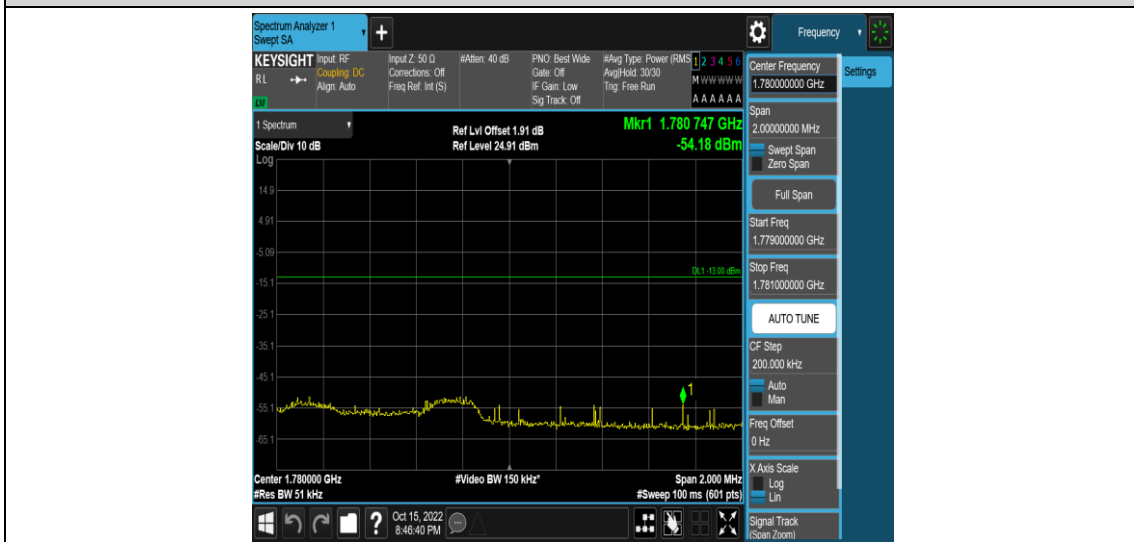 Spectrum Analyzer 1
Swept SA
+
Frequency
KEYSIGHT
RL
LXI
Input: RF
Coupling: DC
Align: Auto
Input Z: 50 Ω
Corrections: Off
Freq Ref: Int (S)
#Atten: 40 dB
PNO: Best Wide
Gate: Off
IF Gain: Low
Sig Track: Off
#Avg Type: Power (RMS
Avg|Hold: 30/30
Trig: Free Run
1 2 3 4 5 6
M W W W W W
A A A A A A
1 Spectrum
Scale/Div 10 dB
Log
Ref Lvl Offset 1.91 dB
Ref Level 24.91 dBm
Mkr1 1.780 747 GHz
-54.18 dBm
14.9
4.91
-5.09
DL1 -13.00 dBm
-15.1
-25.1
-35.1
-45.1
1
-55.1
-65.1
Center 1.780000 GHz
#Res BW 51 kHz
#Video BW 150 kHz*
Span 2.000 MHz
#Sweep 100 ms (601 pts)
Center Frequency
1.780000000 GHz
Settings
Span
2.00000000 MHz
Swept Span
Zero Span
Full Span
Start Freq
1.779000000 GHz
Stop Freq
1.781000000 GHz
AUTO TUNE
CF Step
200.000 kHz
Auto
Man
Freq Offset
0 Hz
X Axis Scale
Log
Lin
Signal Track
(Span Zoom)
?
Oct 15, 2022
8:46:40 PM